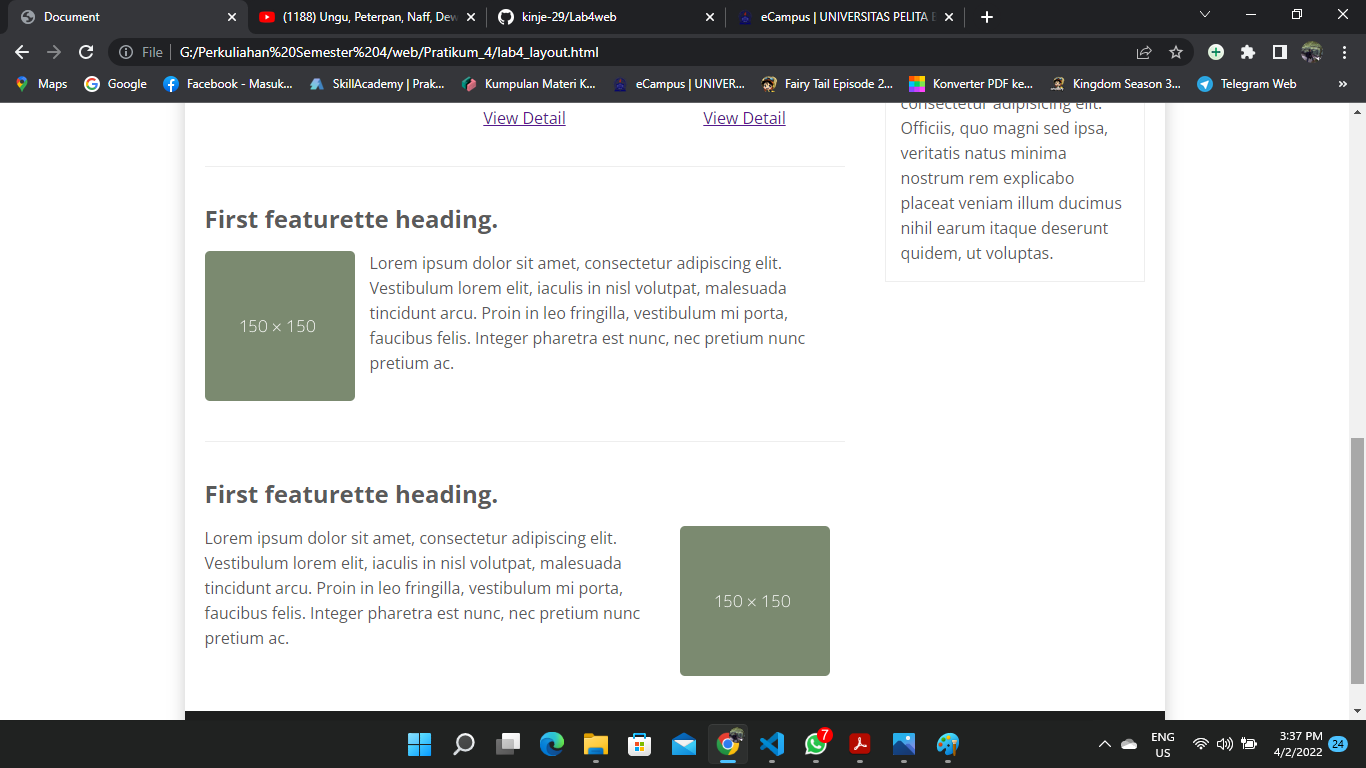 Document
(1188) Ungu, Peterpan, Naff, Dew
kinje-29/Lab4web
eCampus | UNIVERSITAS PELITA B
File
G:/Perkuliahan%20Semester%204/web/Pratikum_4/lab4_layout.html
Maps
Google
Facebook - Masuk...
SkillAcademy | Prak...
Kumpulan Materi K...
eCampus | UNIVER...
Fairy Tail Episode 2...
Konverter PDF ke...
Kingdom Season 3...
Telegram Web
»
View Detail
View Detail
First featurette heading.
150 × 150
Lorem ipsum dolor sit amet, consectetur adipiscing elit.
Vestibulum lorem elit, iaculis in nisl volutpat, malesuada
tincidunt arcu. Proin in leo fringilla, vestibulum mi porta,
faucibus felis. Integer pharetra est nunc, nec pretium nunc
pretium ac.
First featurette heading.
Lorem ipsum dolor sit amet, consectetur adipiscing elit.
Vestibulum lorem elit, iaculis in nisl volutpat, malesuada
tincidunt arcu. Proin in leo fringilla, vestibulum mi porta,
faucibus felis. Integer pharetra est nunc, nec pretium nunc
pretium ac.
150 × 150
consectetur adipisicing elit.
Officiis, quo magni sed ipsa,
veritatis natus minima
nostrum rem explicabo
placeat veniam illum ducimus
nihil earum itaque deserunt
quidem, ut voluptas.
7
ENG
US
3:37 PM
4/2/2022
24